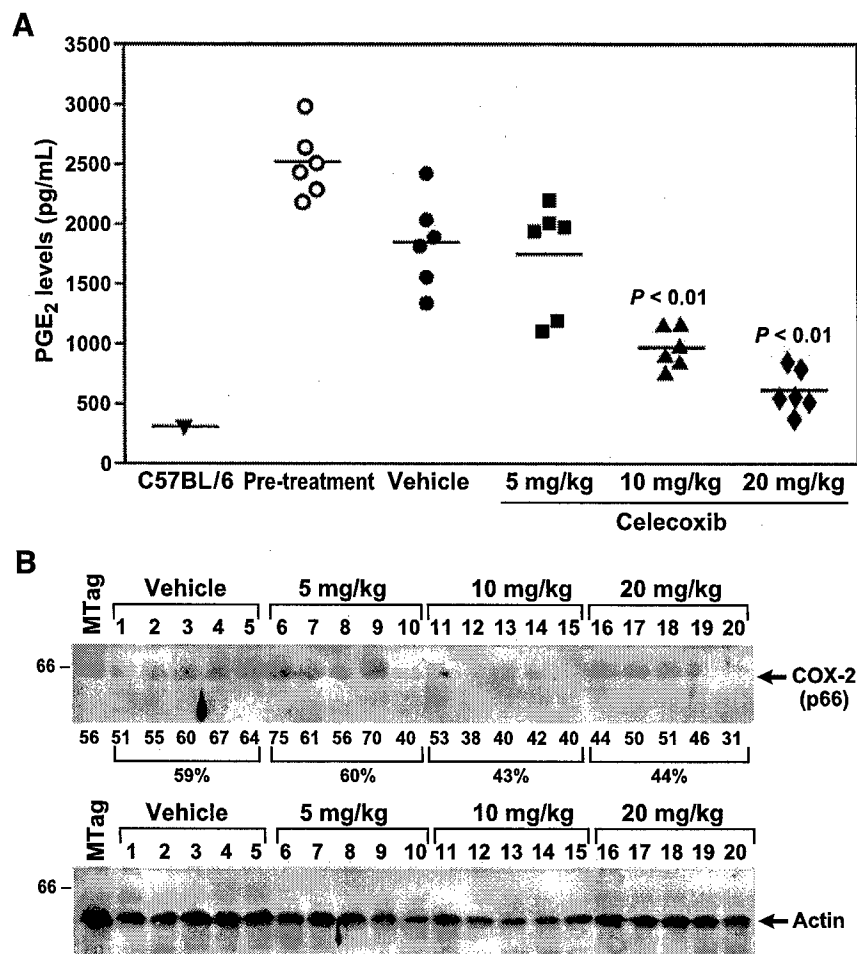 A
3500
3000
2500
2000
1500
1000
500
0
PGE2 levels (pg/mL)
P < 0.01
P < 0.01
C57BL/6 Pre-treatment Vehicle 5 mg/kg 10 mg/kg 20 mg/kg
Celecoxib
B
MTag Vehicle 5 mg/kg 10 mg/kg 20 mg/kg
1 2 3 4 5 6 7 8 9 10 11 12 13 14 15 16 17 18 19 20
66
COX-2
(p66)
56 51 55 60 67 64 75 61 56 70 40 53 38 40 42 40 44 50 51 46 31
59% 60% 43% 44%
MTag Vehicle 5 mg/kg 10 mg/kg 20 mg/kg
1 2 3 4 5 6 7 8 9 10 11 12 13 14 15 16 17 18 19 20
66
Actin